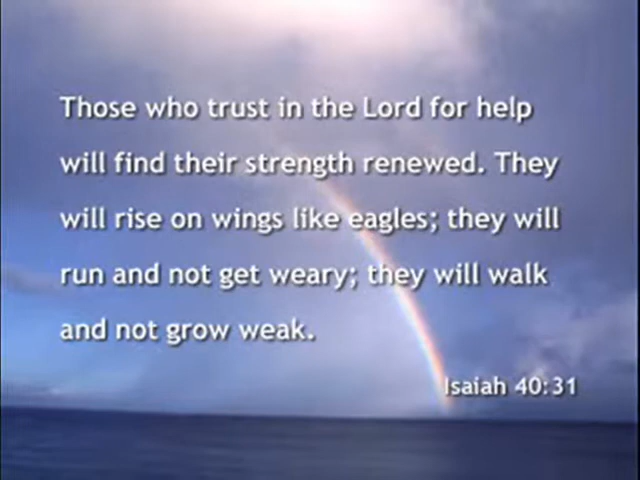 Those who trust in the Lord for help
will find their strength renewed. They
will rise on wings like eagles; they will
run and not get weary; they will walk
and not grow weak.
Isaiah 40:31